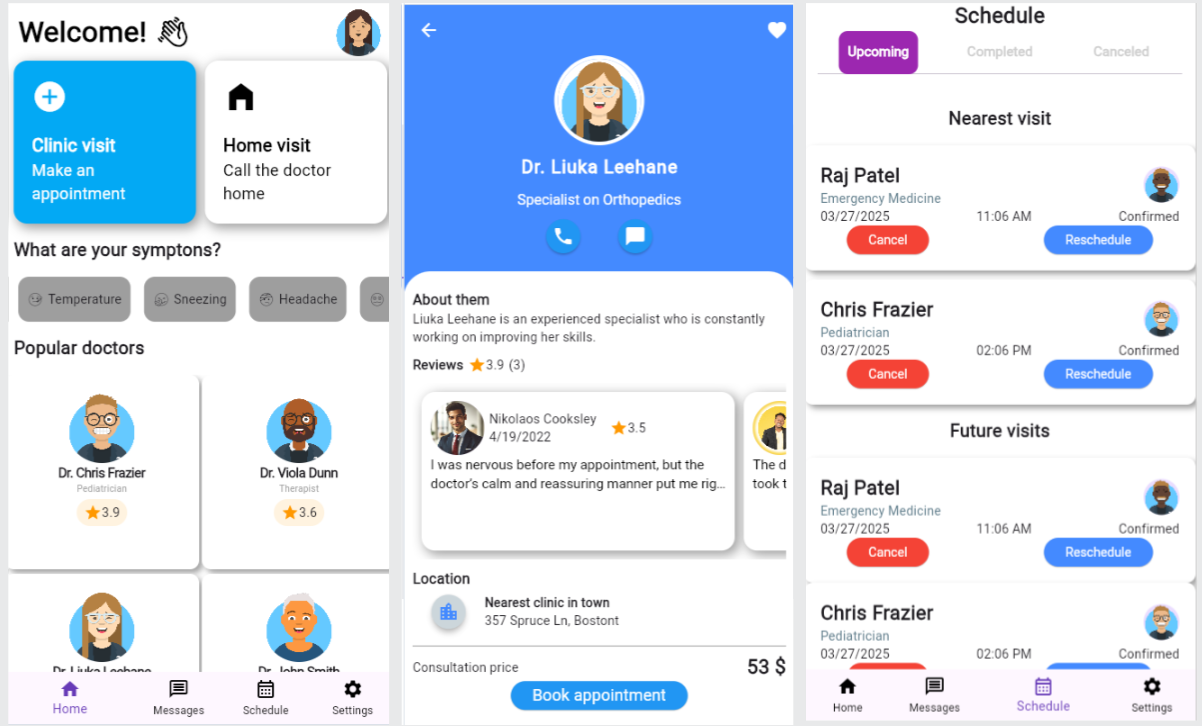 Welcome!
Clinic visit
Make an
appointment
Home visit
Call the doctor
home
What are your symptons?
Temperature
Sneezing
Headache
Popular doctors
Dr. Chris Frazier
Pediatrician
3.9
Dr. Viola Dunn
Therapist
3.6
Dr. Liuka Leehane
Dr. John Smith
Home
Messages
Schedule
Settings
Dr. Liuka Leehane
Specialist on Orthopedics
About them
Liuka Leehane is an experienced specialist who is constantly
working on improving her skills.
Reviews 3.9 (3)
Nikolaos Cooksley
4/19/2022
3.5
I was nervous before my appointment, but the
doctor's calm and reassuring manner put me rig...
The d
took t
Location
Nearest clinic in town
357 Spruce Ln, Bostont
Consultation price
53 $
Book appointment
Schedule
Upcoming
Completed
Canceled
Nearest visit
Raj Patel
Emergency Medicine
03/27/2025 11:06 AM Confirmed
Cancel
Reschedule
Chris Frazier
Pediatrician
03/27/2025 02:06 PM Confirmed
Cancel
Reschedule
Future visits
Raj Patel
Emergency Medicine
03/27/2025 11:06 AM Confirmed
Cancel
Reschedule
Chris Frazier
Pediatrician
03/27/2025 02:06 PM Confirmed
Home
Messages
Schedule
Settings